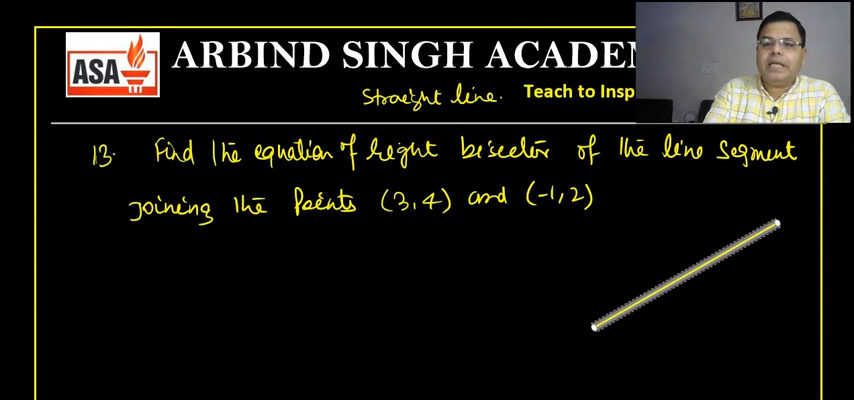 ASA
ARBIND SINGH ACADEM
Straight line.
Teach to Insp
13. Find the equation of right bisector of the line segment
joining the points (3,4) and (-1,2)